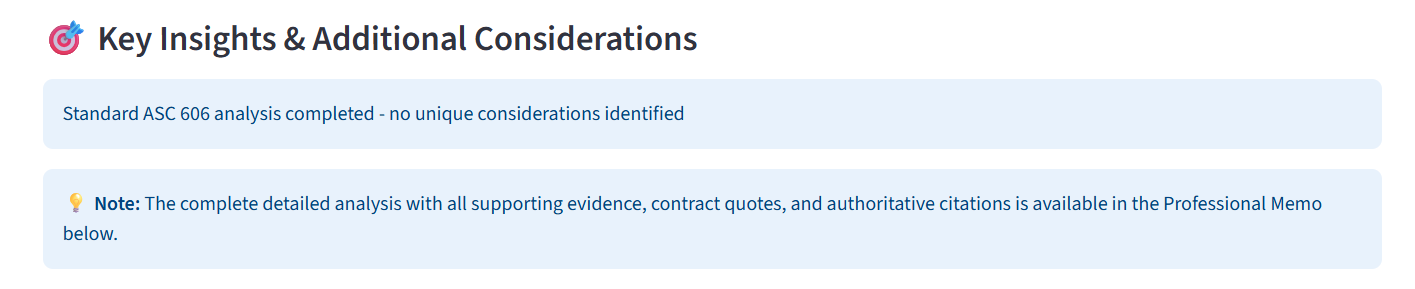 🎯 Key Insights & Additional Considerations
Standard ASC 606 analysis completed - no unique considerations identified
💡 Note: The complete detailed analysis with all supporting evidence, contract quotes, and authoritative citations is available in the Professional Memo
below.